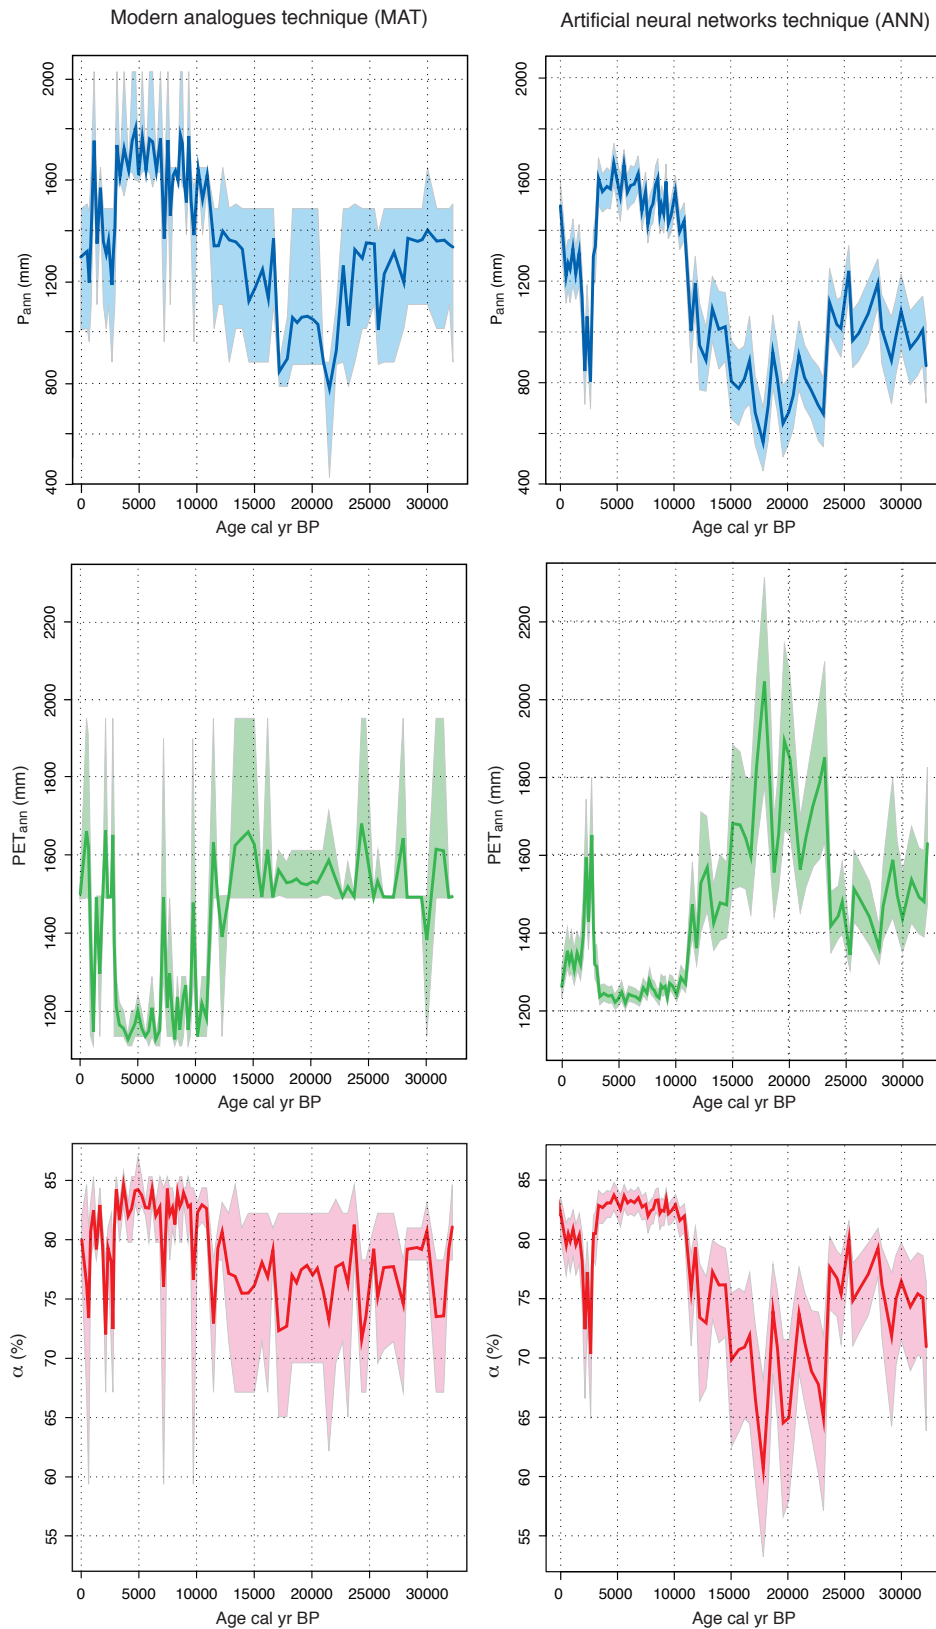 Modern analogues technique (MAT)
Artificial neural networks technique (ANN)
2000
1600
1200
800
400
Pann (mm)
0 5000 10000 15000 20000 25000 30000
Age cal yr BP
2000
1600
1200
800
400
Pann (mm)
0 5000 10000 15000 20000 25000 30000
Age cal yr BP
2200
2000
1800
1600
1400
1200
PETann (mm)
0 5000 10000 15000 20000 25000 30000
Age cal yr BP
2200
2000
1800
1600
1400
1200
PETann (mm)
0 5000 10000 15000 20000 25000 30000
Age cal yr BP
85
80
75
70
65
60
55
α (%)
0 5000 10000 15000 20000 25000 30000
Age cal yr BP
85
80
75
70
65
60
55
α (%)
0 5000 10000 15000 20000 25000 30000
Age cal yr BP